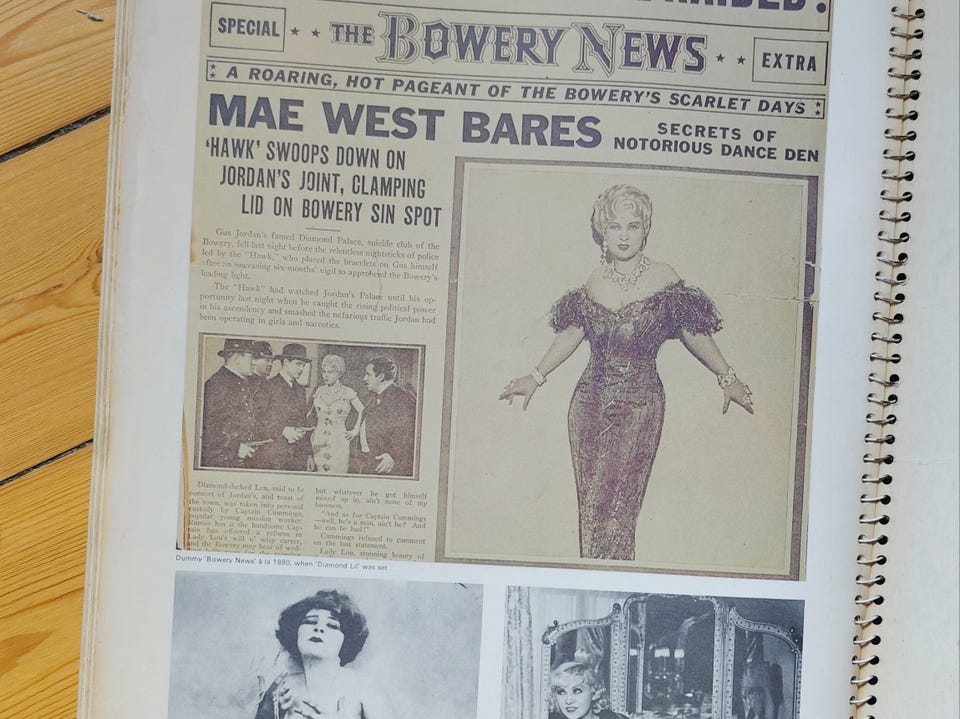 RAIDED!
SPECIAL
THE BOWERY NEWS
EXTRA
A ROARING, HOT PAGEANT OF THE BOWERY'S SCARLET DAYS
MAE WEST BARES
SECRETS OF
NOTORIOUS DANCE DEN
'HAWK' SWOOPS DOWN ON
JORDAN'S JOINT, CLAMPING
LID ON BOWERY SIN SPOT
Gus Jordan's famed Diamond Palace, suicide club of the
Bowery, fell last night before the relentless nightsticks of police
led by the "Hawk," who placed the bracelets on Gus himself
after an unceasing six-months' vigil to apprehend the Bowery's
leading light.
The "Hawk" had watched Jordan's Palace until his op-
portunity last night when he caught the rising political power
in his ascendency and smashed the nefarious traffic Jordan had
been operating in girls and narcotics.
Diamond-decked Lou, said to be
consort of Jordan's, and toast of
the town, was taken into personal
custody by Captain Cummings,
popular young mission worker.
Rumor has it the handsome Cap-
tain has effected a reform in
Lady Lou's will o' wisp career,
and the Bowery may hear of wed-
but whatever he got himself
mixed up in, ain't none of my
business.
"And as for Captain Cummings
—well, he's a man, ain't he? And
he can be had!"
Cummings refused to comment
on the last statement.
Lady Lou, stunning beauty of
Dummy 'Bowery News' à la 1880, when 'Diamond Lil' was set